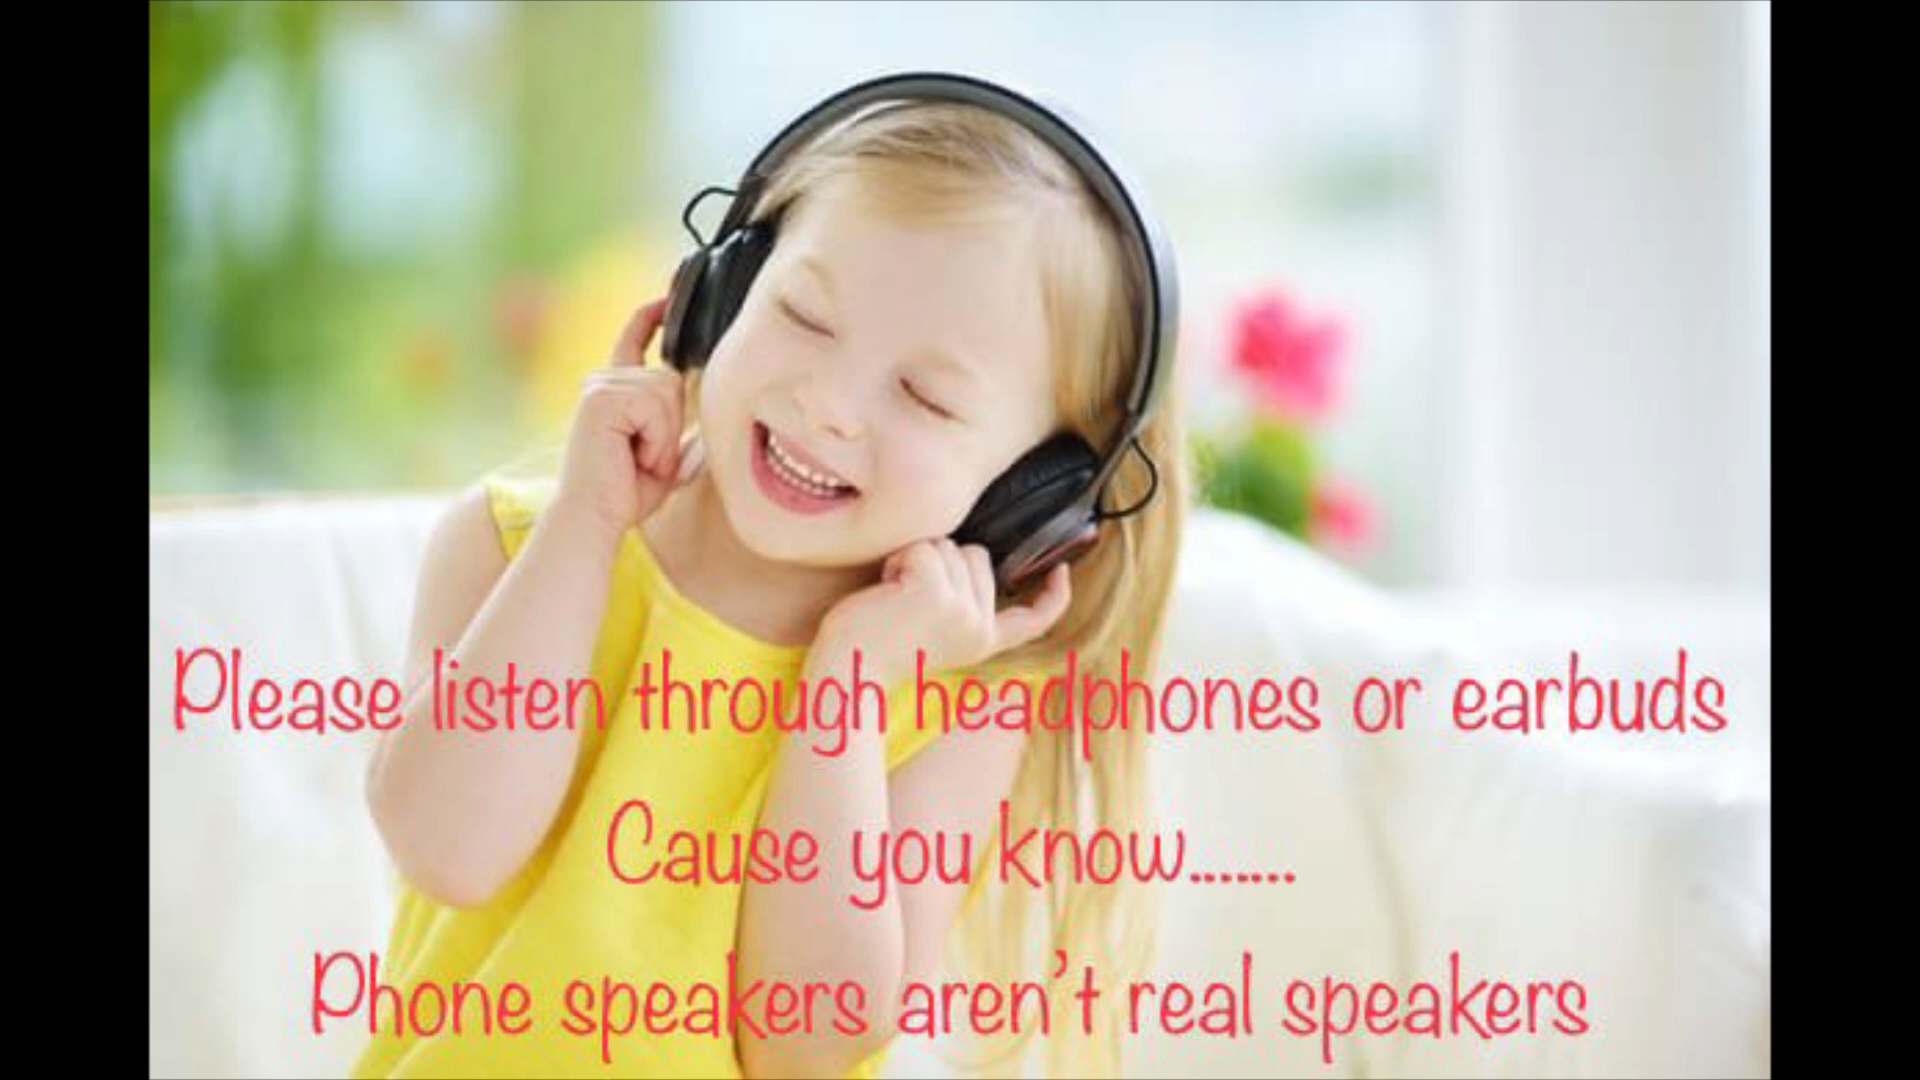 Please listen through headphones or earbuds
Cause you know.......
Phone speakers aren't real speakers